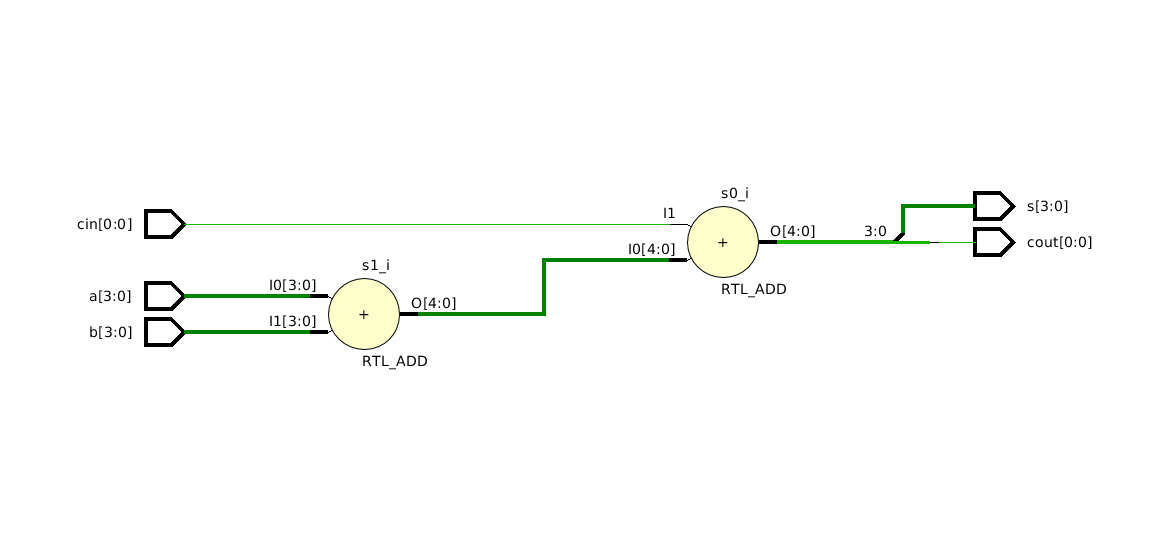 s0_i
cin[0:0]
I1
+
I0[4:0]
O[4:0]
3:0
s[3:0]
cout[0:0]
RTL_ADD
s1_i
a[3:0]
I0[3:0]
b[3:0]
I1[3:0]
+
O[4:0]
RTL_ADD